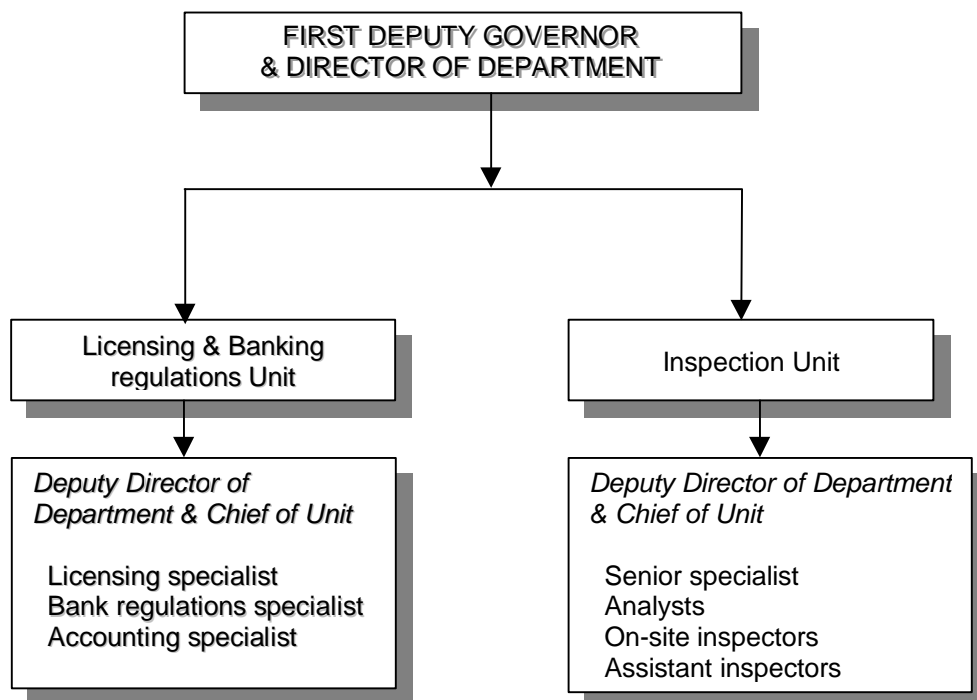 FIRST DEPUTY GOVERNOR
& DIRECTOR OF DEPARTMENT
Licensing & Banking
regulations Unit
Inspection Unit
Deputy Director of
Department & Chief of Unit
Licensing specialist
Bank regulations specialist
Accounting specialist
Deputy Director of Department
& Chief of Unit
Senior specialist
Analysts
On-site inspectors
Assistant inspectors